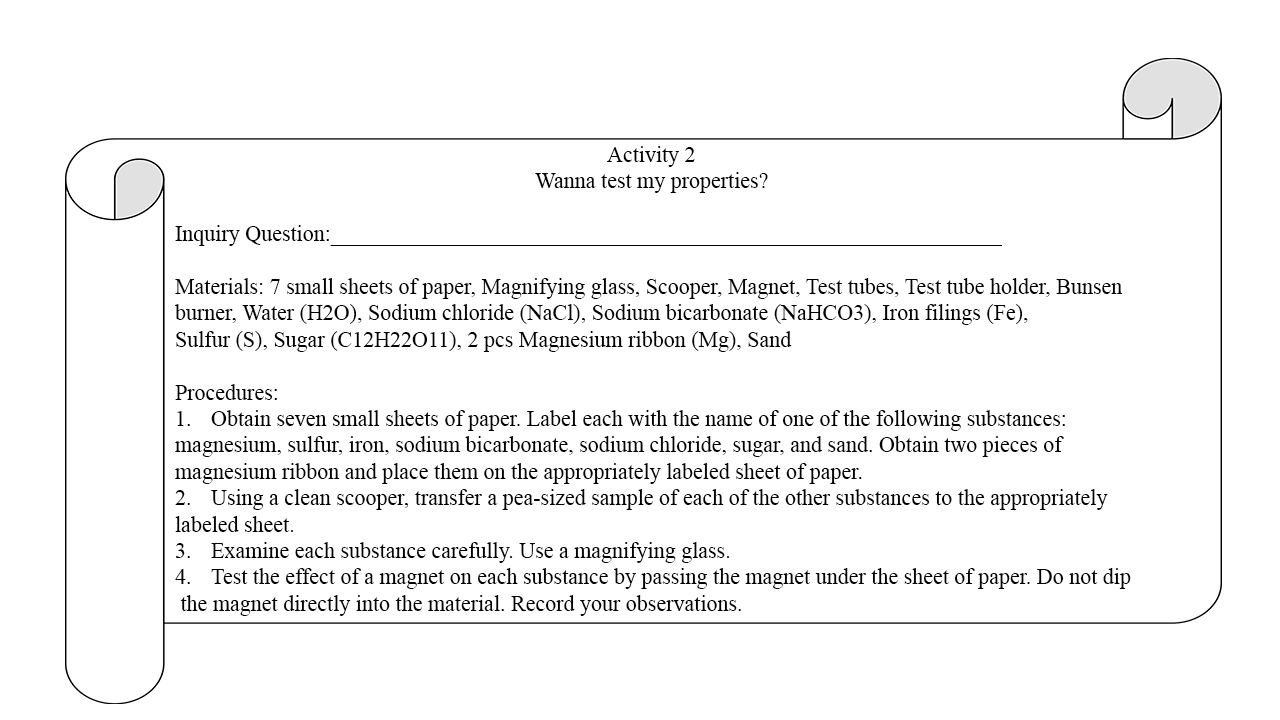 Activity 2
Wanna test my properties?
Inquiry Question:_____________________________________________________________
Materials: 7 small sheets of paper, Magnifying glass, Scooper, Magnet, Test tubes, Test tube holder, Bunsen
burner, Water (H2O), Sodium chloride (NaCl), Sodium bicarbonate (NaHCO3), Iron filings (Fe),
Sulfur (S), Sugar (C12H22O11), 2 pcs Magnesium ribbon (Mg), Sand
Procedures:
1. Obtain seven small sheets of paper. Label each with the name of one of the following substances:
magnesium, sulfur, iron, sodium bicarbonate, sodium chloride, sugar, and sand. Obtain two pieces of
magnesium ribbon and place them on the appropriately labeled sheet of paper.
2. Using a clean scooper, transfer a pea-sized sample of each of the other substances to the appropriately
labeled sheet.
3. Examine each substance carefully. Use a magnifying glass.
4. Test the effect of a magnet on each substance by passing the magnet under the sheet of paper. Do not dip
the magnet directly into the material. Record your observations.